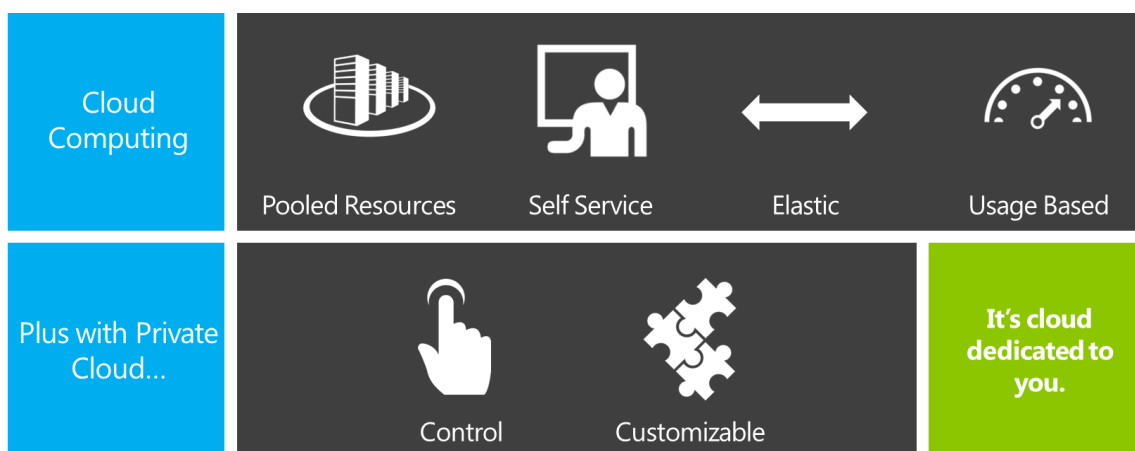 Cloud
Computing
Pooled Resources
Self Service
Elastic
Usage Based
Plus with Private
Cloud...
Control
Customizable
It's cloud
dedicated to
you.